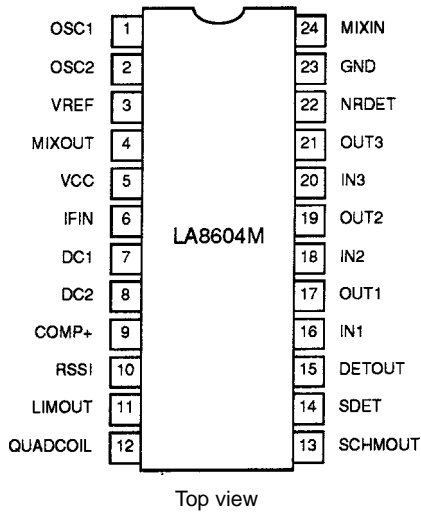 OSC1 1 24 MIXIN
OSC2 2 23 GND
VREF 3 22 NRDET
MIXOUT 4 21 OUT3
VCC 5 20 IN3
IFIN 6 19 OUT2
LA8604M
DC1 7 18 IN2
DC2 8 17 OUT1
COMP+ 9 16 IN1
RSSI 10 15 DETOUT
LIMOUT 11 14 SDET
QUADCOIL 12 13 SCHMOUT
Top view